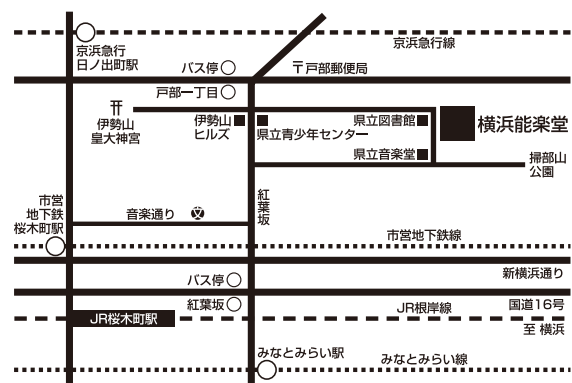 京浜急行線
京浜急行
日ノ出町駅
バス停
〒戸部郵便局
戸部一丁目
伊勢山
皇大神宮
伊勢山
ヒルズ
県立青少年センター
県立図書館
横浜能楽堂
県立音楽堂
掃部山
公園
市営
地下鉄
桜木町駅
音楽通り
紅葉坂
市営地下鉄線
新横浜通り
バス停
紅葉坂
JR根岸線
国道16号
JR桜木町駅
至 横浜
みなとみらい駅
みなとみらい線